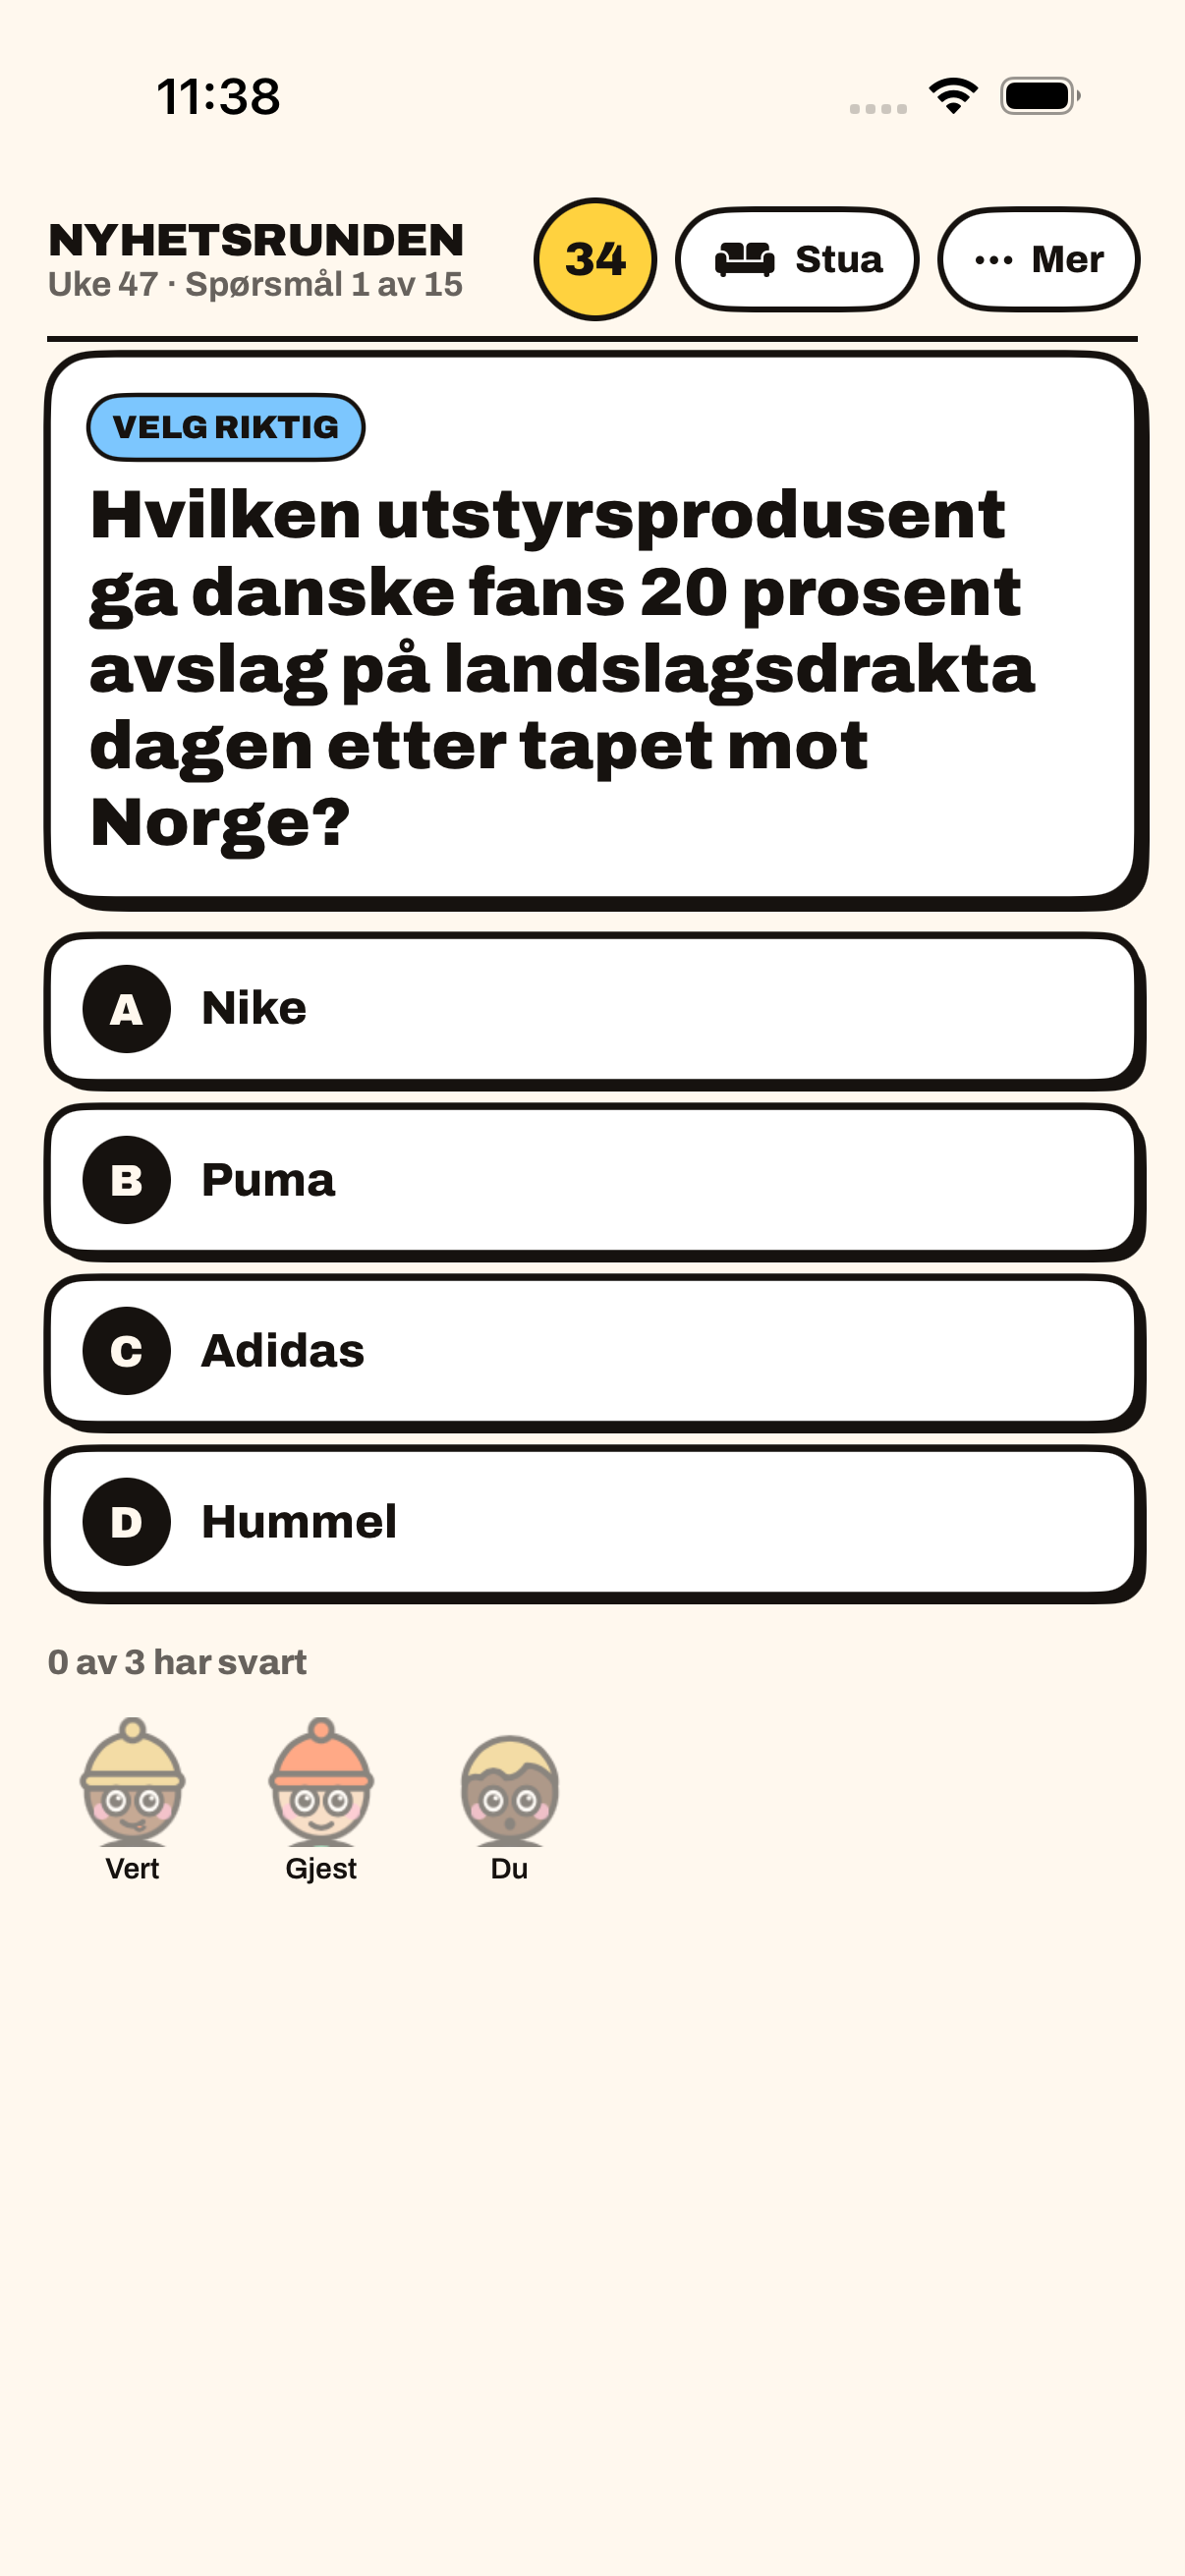 11:38
NYHETSRUNDEN
Uke 47 · Spørsmål 1 av 15
34
Stua
Mer
VELG RIKTIG
Hvilken utstyrsprodusent
ga danske fans 20 prosent
avslag på landslagsdrakta
dagen etter tapet mot
Norge?
A Nike
B Puma
C Adidas
D Hummel
0 av 3 har svart
Vert
Gjest
Du